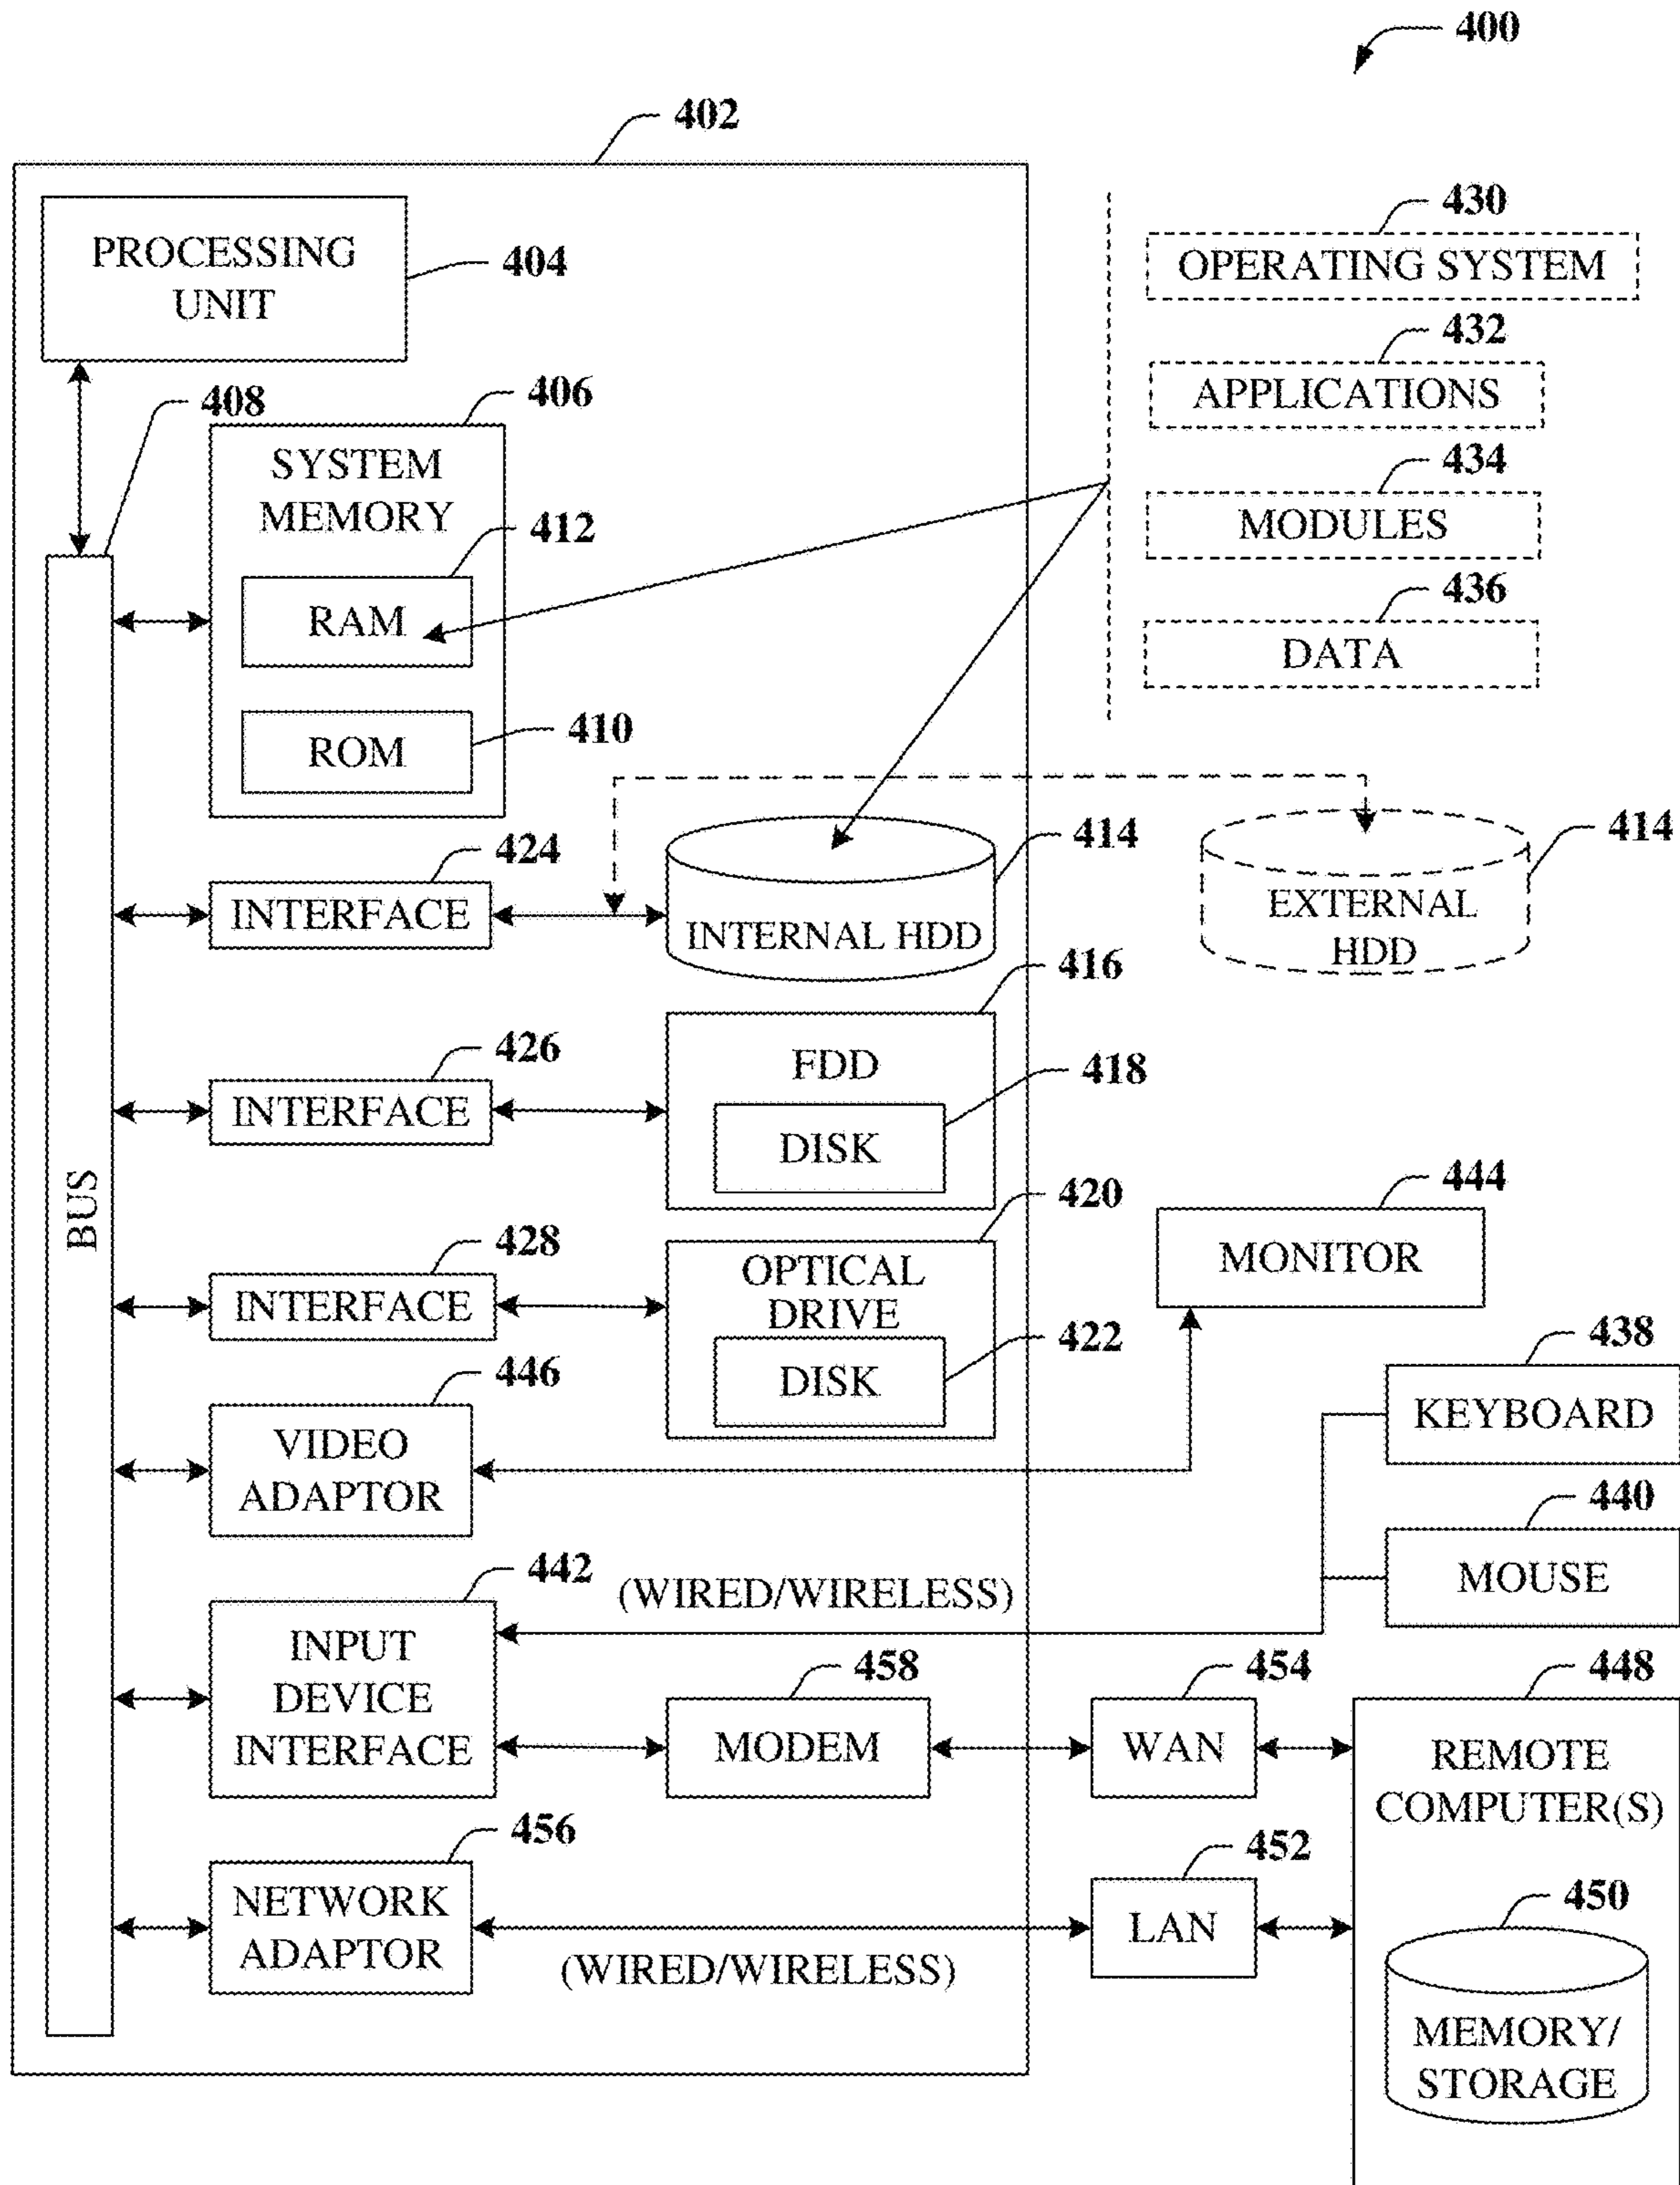 400
402
PROCESSING
UNIT
404
408
406
SYSTEM
MEMORY
412
RAM
410
ROM
430
OPERATING SYSTEM
432
APPLICATIONS
434
MODULES
436
DATA
424
INTERFACE
414
INTERNAL HDD
414
EXTERNAL
HDD
416
426
INTERFACE
FDD
418
DISK
BUS
420
428
INTERFACE
OPTICAL
DRIVE
422
DISK
444
MONITOR
446
VIDEO
ADAPTOR
438
KEYBOARD
440
MOUSE
442
(WIRED/WIRELESS)
INPUT
DEVICE
INTERFACE
458
MODEM
454
WAN
448
REMOTE
COMPUTER(S)
456
NETWORK
ADAPTOR
(WIRED/WIRELESS)
452
LAN
450
MEMORY/
STORAGE